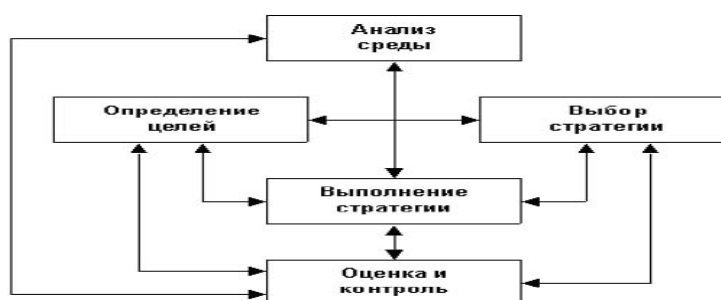 Анализ
среды
Определение
целей
Выбор
стратегии
Выполнение
стратегии
Оценка и
контроль